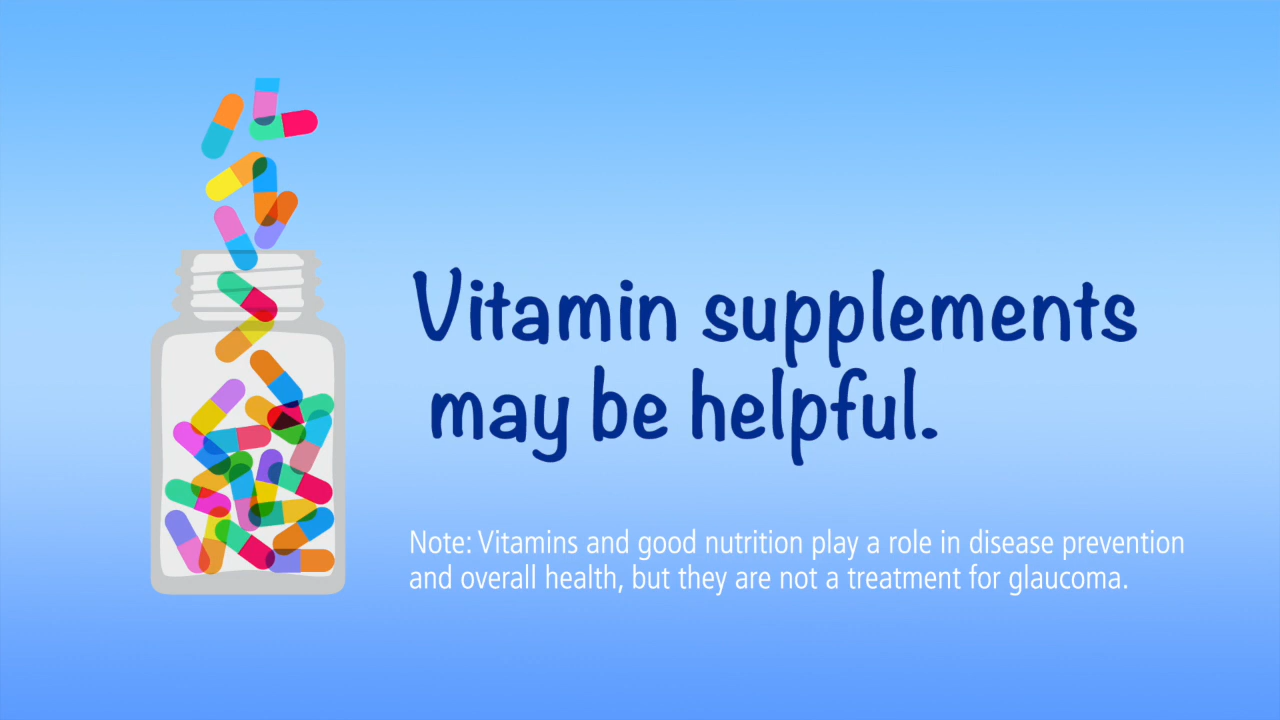 Vitamin supplements
may be helpful.
Note: Vitamins and good nutrition play a role in disease prevention
and overall health, but they are not a treatment for glaucoma.